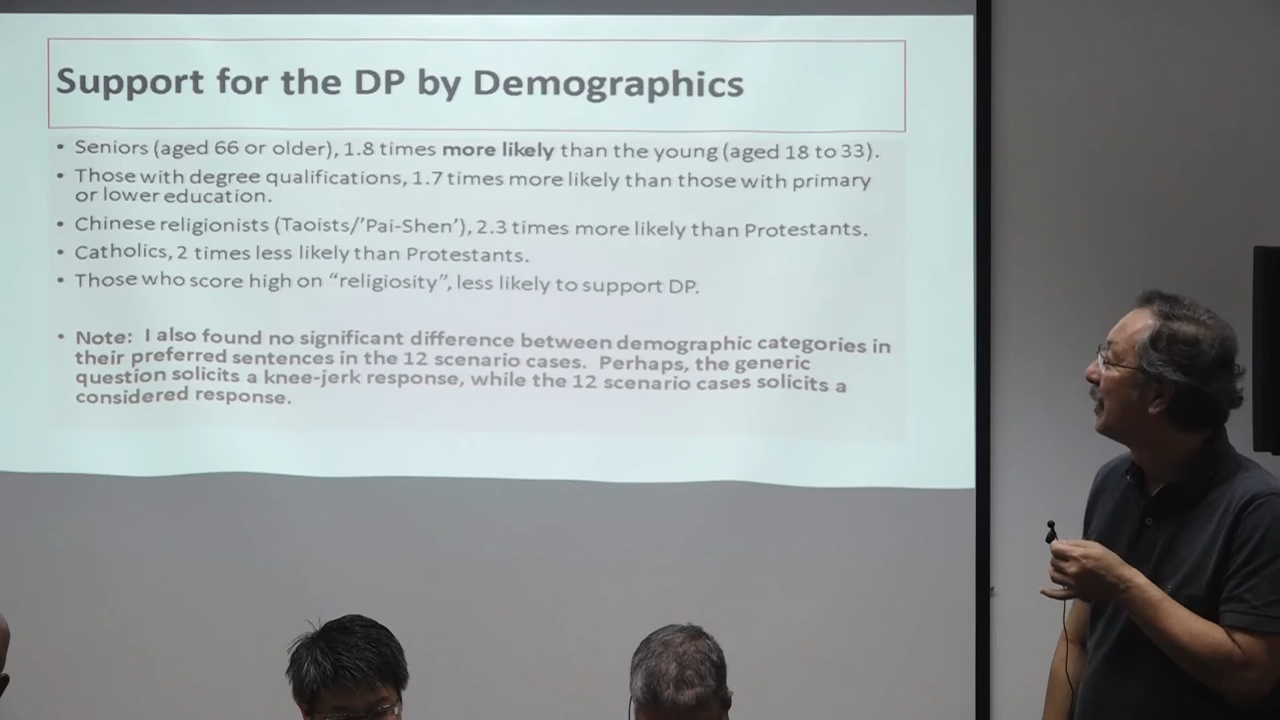 Support for the DP by Demographics
• Seniors (aged 66 or older), 1.8 times more likely than the young (aged 18 to 33).
• Those with degree qualifications, 1.7 times more likely than those with primary
or lower education.
• Chinese religionists (Taoists/'Pai-Shen'), 2.3 times more likely than Protestants.
• Catholics, 2 times less likely than Protestants.
• Those who score high on “religiosity”, less likely to support DP.
• Note: I also found no significant difference between demographic categories in
their preferred sentences in the 12 scenario cases. Perhaps, the generic
question solicits a knee-jerk response, while the 12 scenario cases solicits a
considered response.